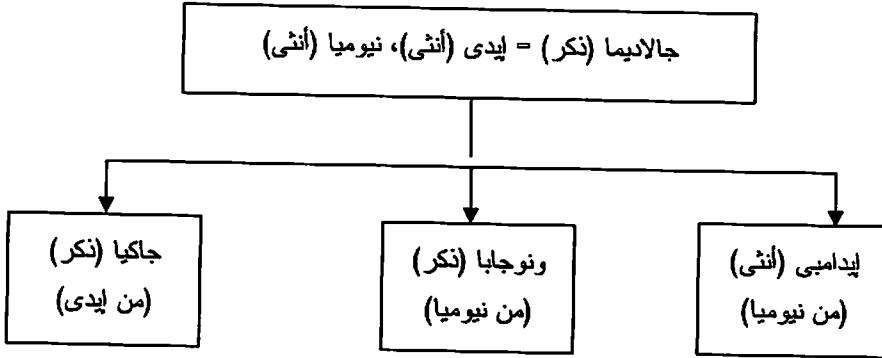 جالاديما (ذكر) = إيدى (أنثى)، نيوميا (أنثى)
إيدامبى (أنثى)
(من نيوميا)
ونوجابا (ذكر)
(من نيوميا)
جاكيا (ذكر)
(من إيدى)